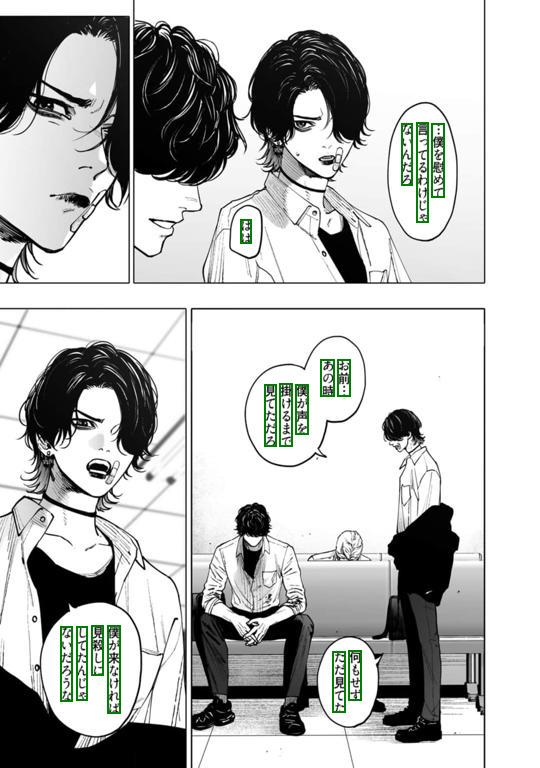 …僕を慰めて
言ってるわけじゃ
ないんだろ
はは
お前…
あの時
僕が声を
掛けるまで
見てただろ
何もせず
ただ見てた
僕が来なければ
見殺しに
してたんじゃ
ないだろうな